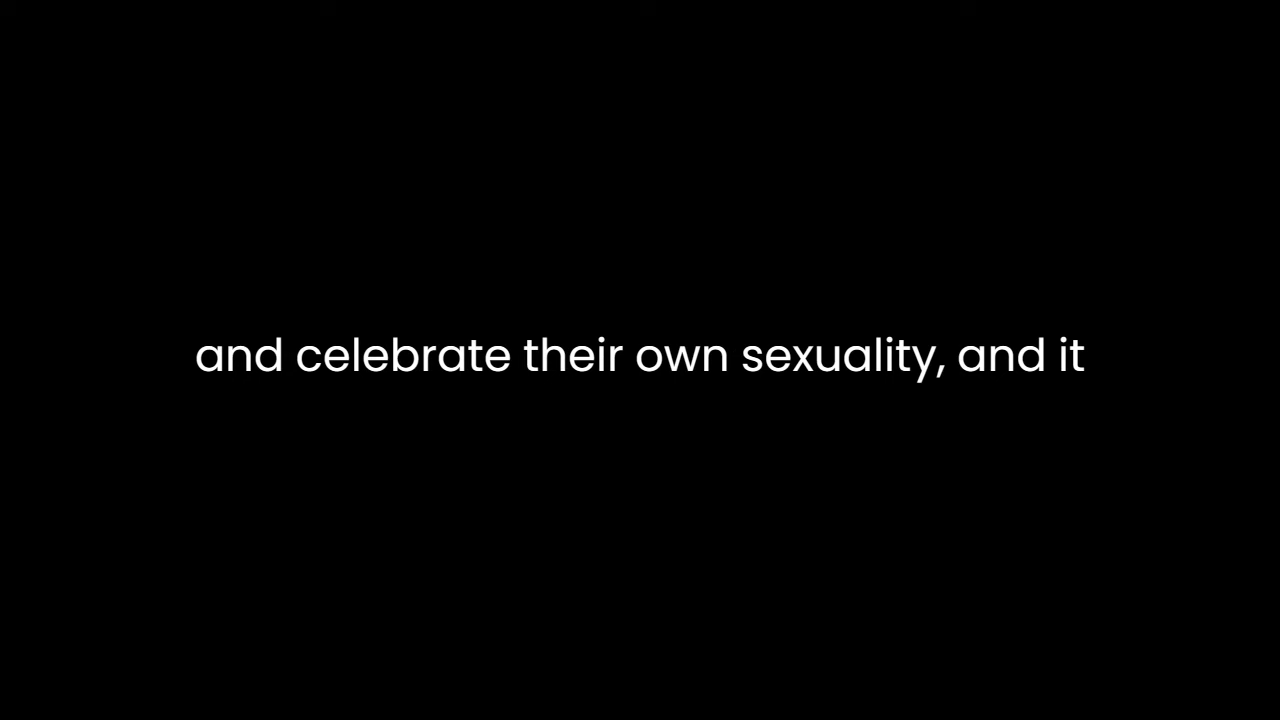 and celebrate their own sexuality, and it